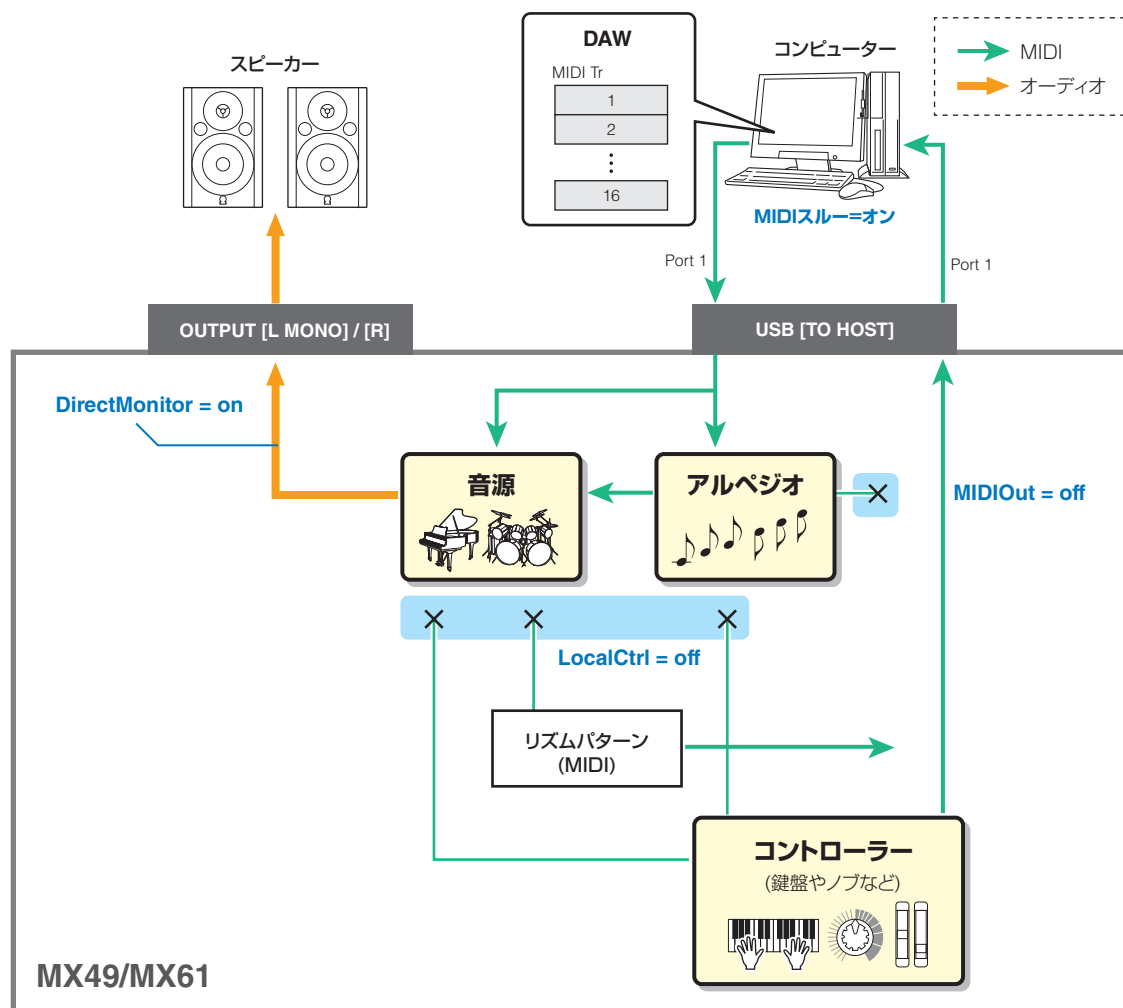 スピーカー
DAW
MIDI Tr
1
2
16
コンピューター
MIDI
オーディオ
MIDIスルー=オン
Port 1
Port 1
OUTPUT [L MONO] / [R]
USB [TO HOST]
DirectMonitor = on
音源
アルペジオ
MIDIOut = off
LocalCtrl = off
リズムパターン
(MIDI)
コントローラー
(鍵盤やノブなど)
MX49/MX61